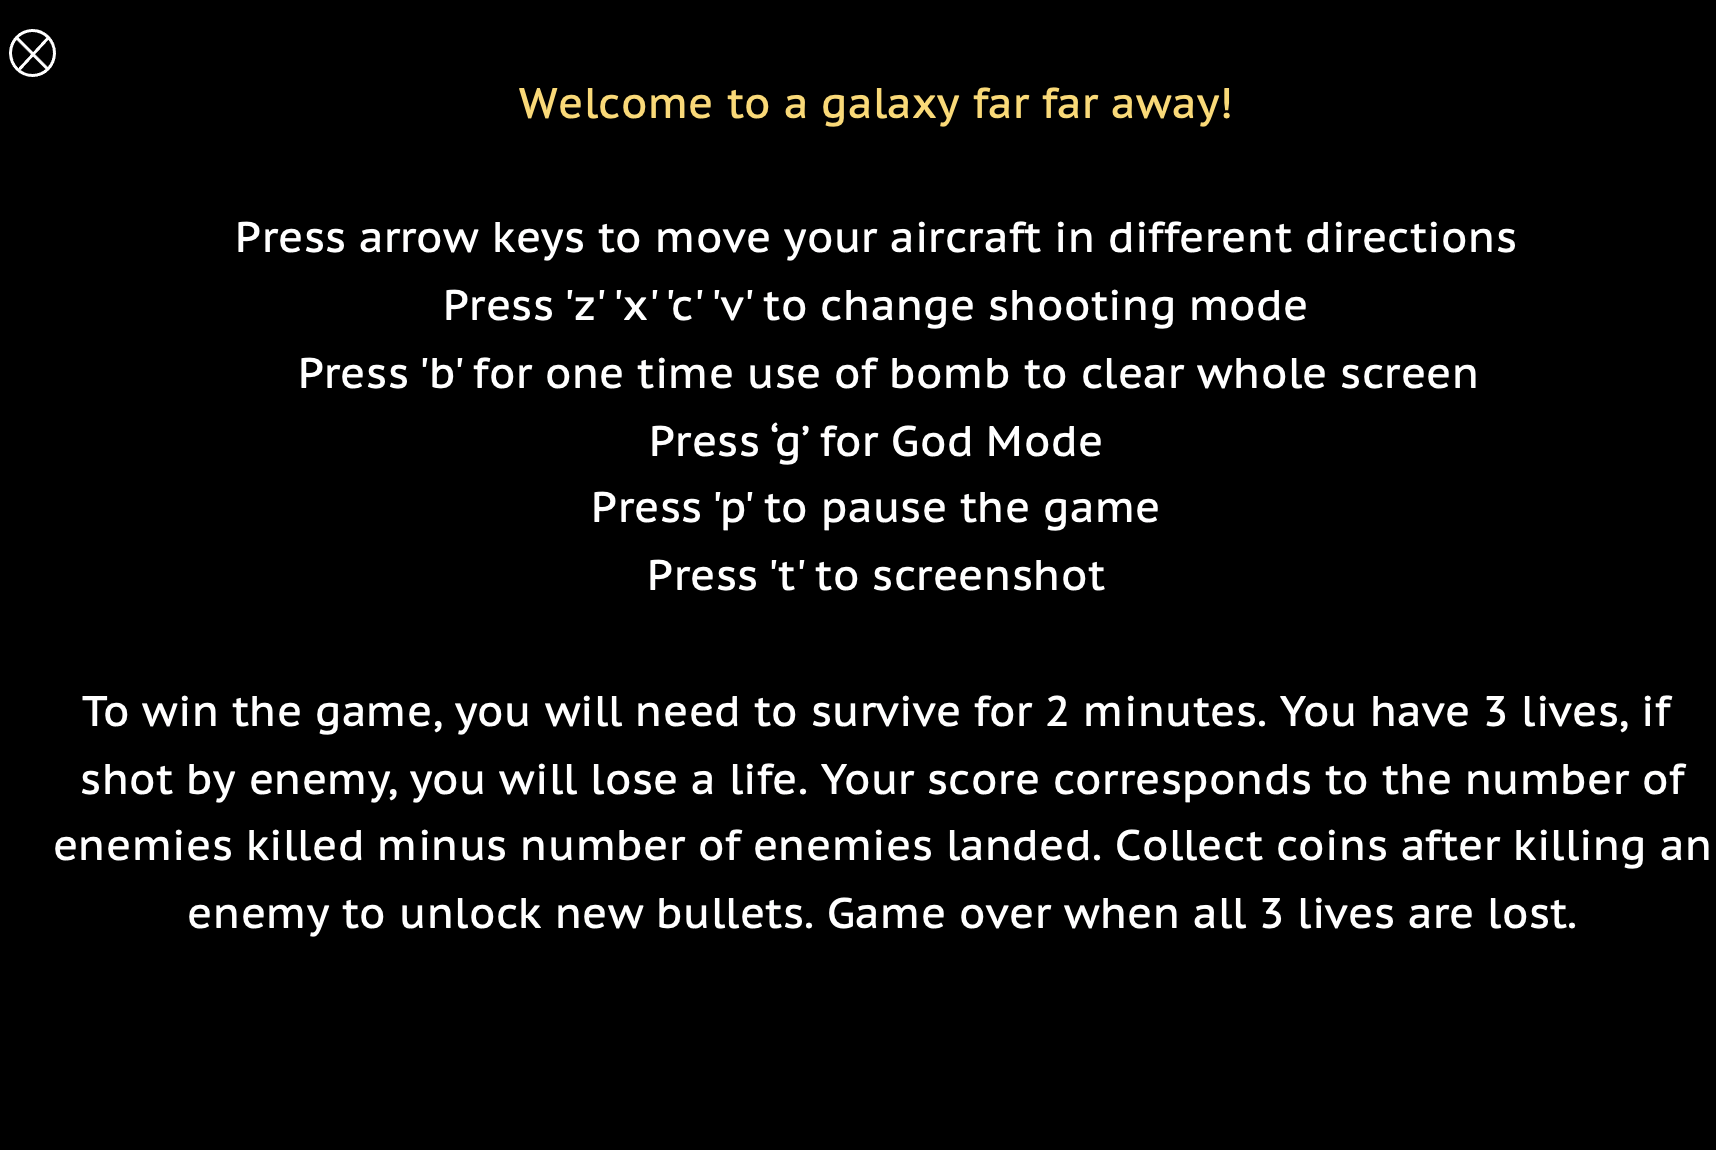 Welcome to a galaxy far far away!
Press arrow keys to move your aircraft in different directions
Press 'z' 'x' 'c' 'v' to change shooting mode
Press 'b' for one time use of bomb to clear whole screen
Press ‘g’ for God Mode
Press 'p' to pause the game
Press 't' to screenshot
To win the game, you will need to survive for 2 minutes. You have 3 lives, if
shot by enemy, you will lose a life. Your score corresponds to the number of
enemies killed minus number of enemies landed. Collect coins after killing an
enemy to unlock new bullets. Game over when all 3 lives are lost.